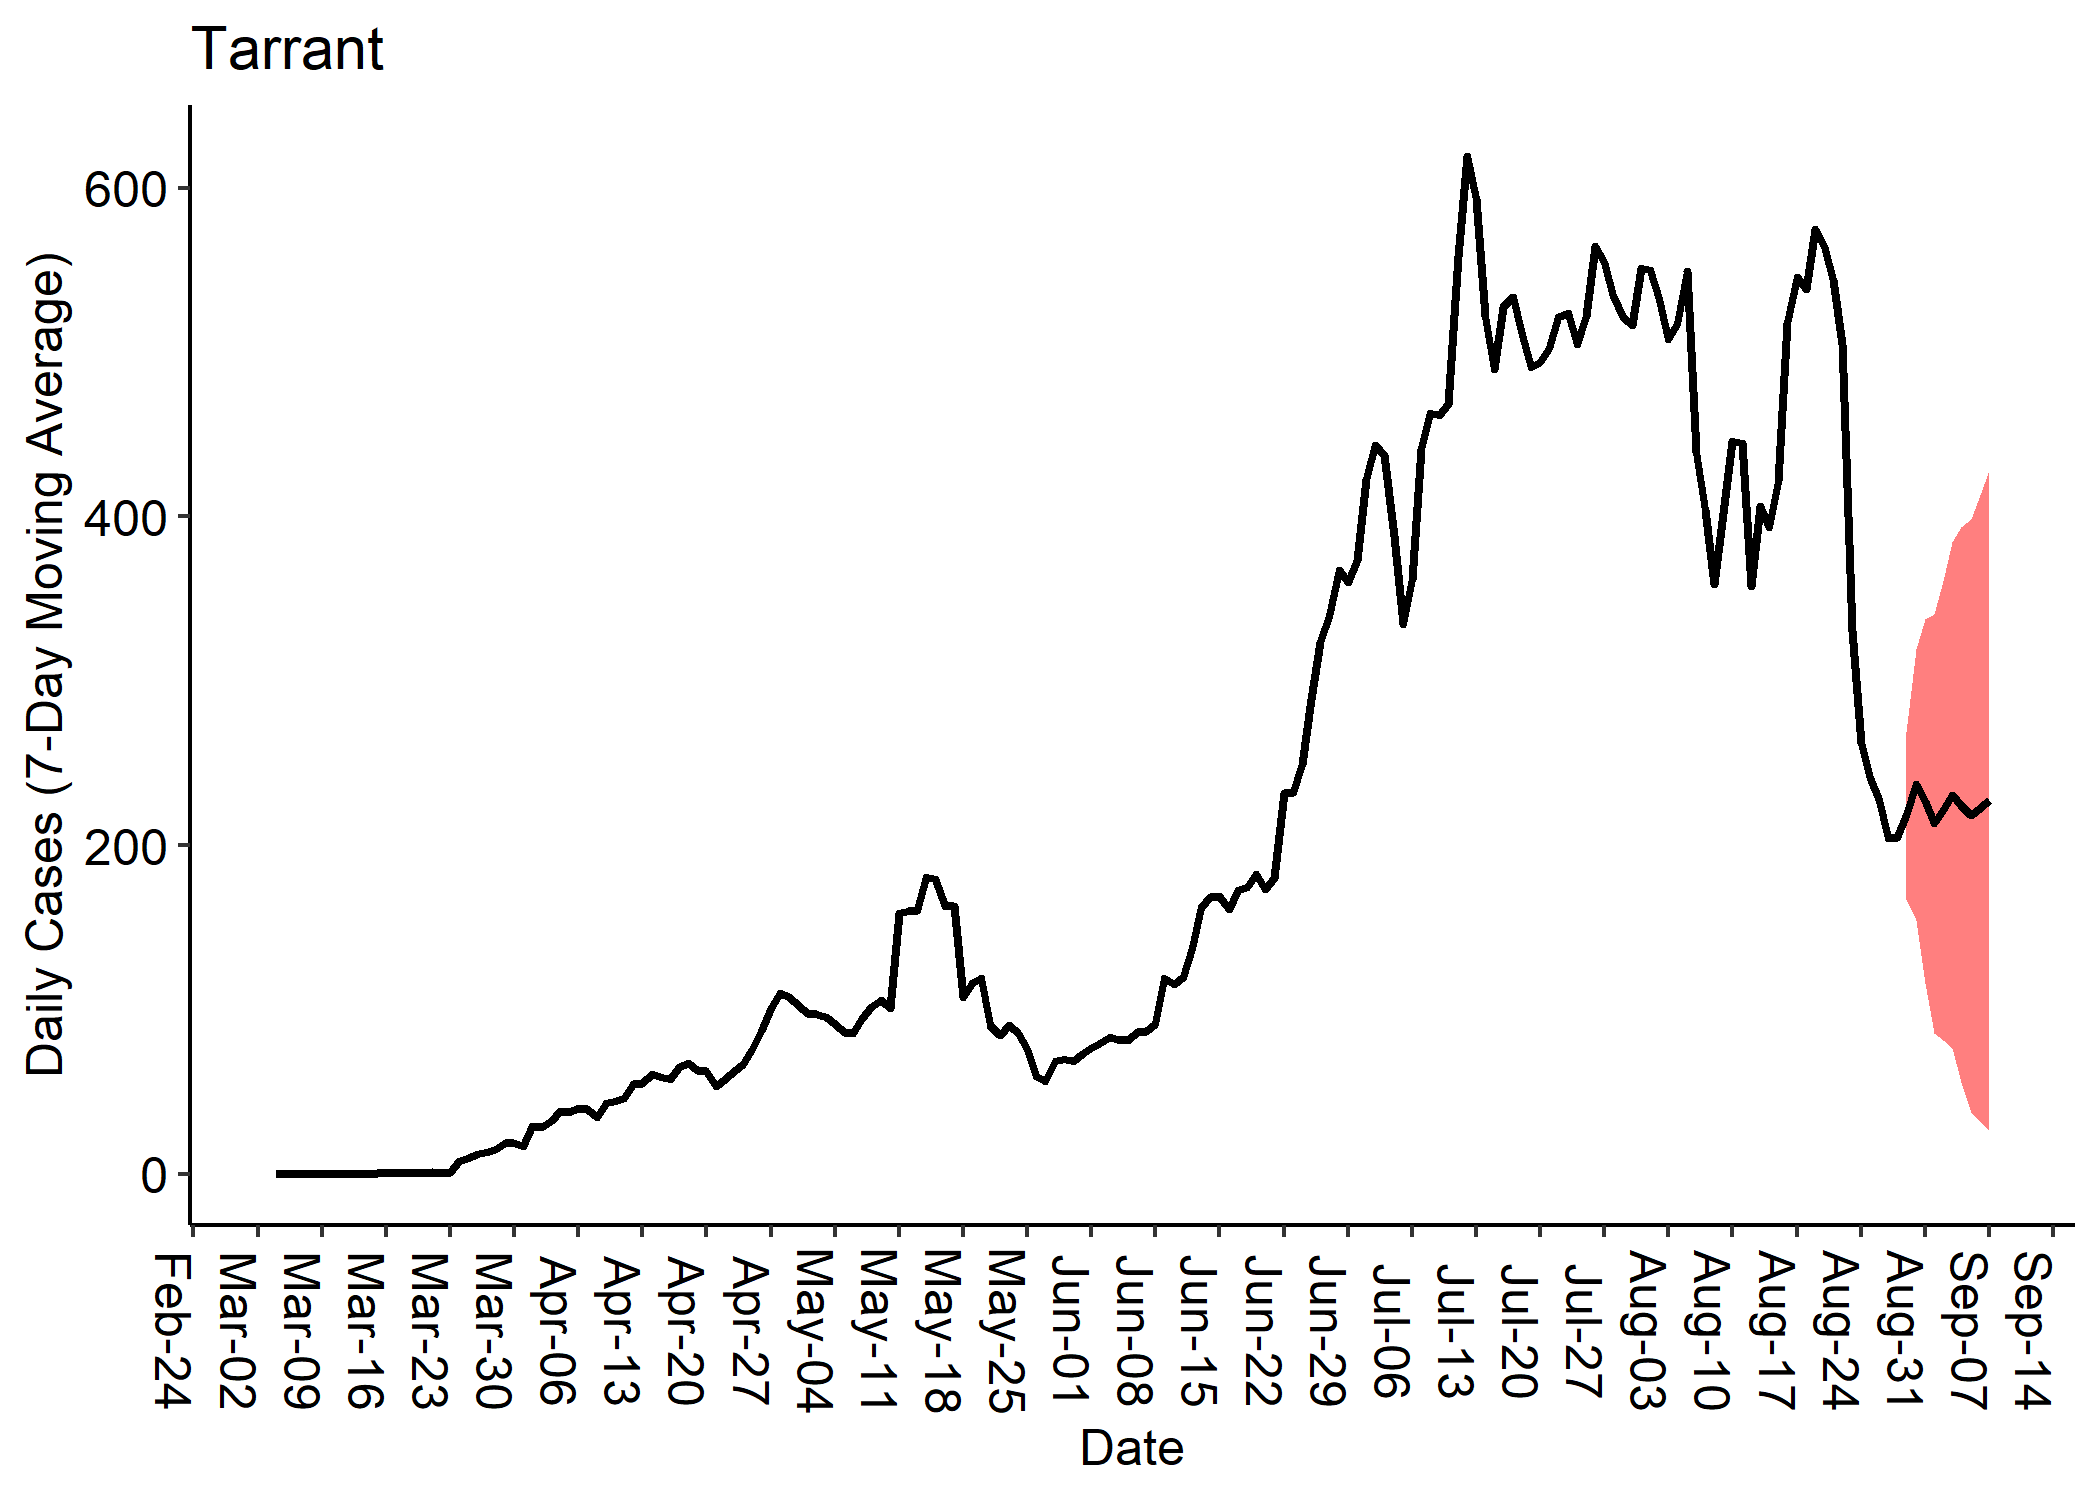 Tarrant
Daily Cases (7-Day Moving Average)
600
400
200
0
Feb-24
Mar-02
Mar-09
Mar-16
Mar-23
Mar-30
Apr-06
Apr-13
Apr-20
Apr-27
May-04
May-11
May-18
May-25
Jun-01
Jun-08
Jun-15
Jun-22
Jun-29
Jul-06
Jul-13
Jul-20
Jul-27
Aug-03
Aug-10
Aug-17
Aug-24
Aug-31
Sep-07
Sep-14
Date